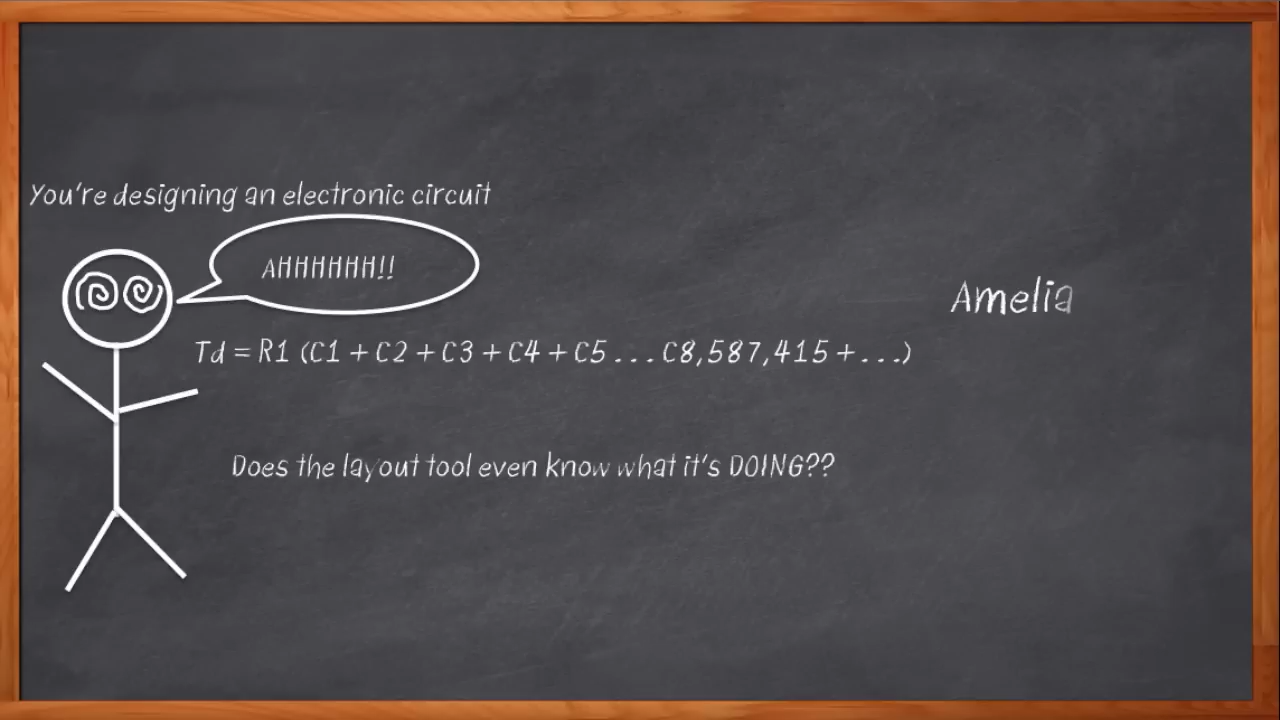 You're designing an electronic circuit
AHHHHHH!!
Amelia
Td = R1 (C1 + C2 + C3 + C4 + C5 . . . C8,587,415 + . . .)
Does the layout tool even know what it's DOING??